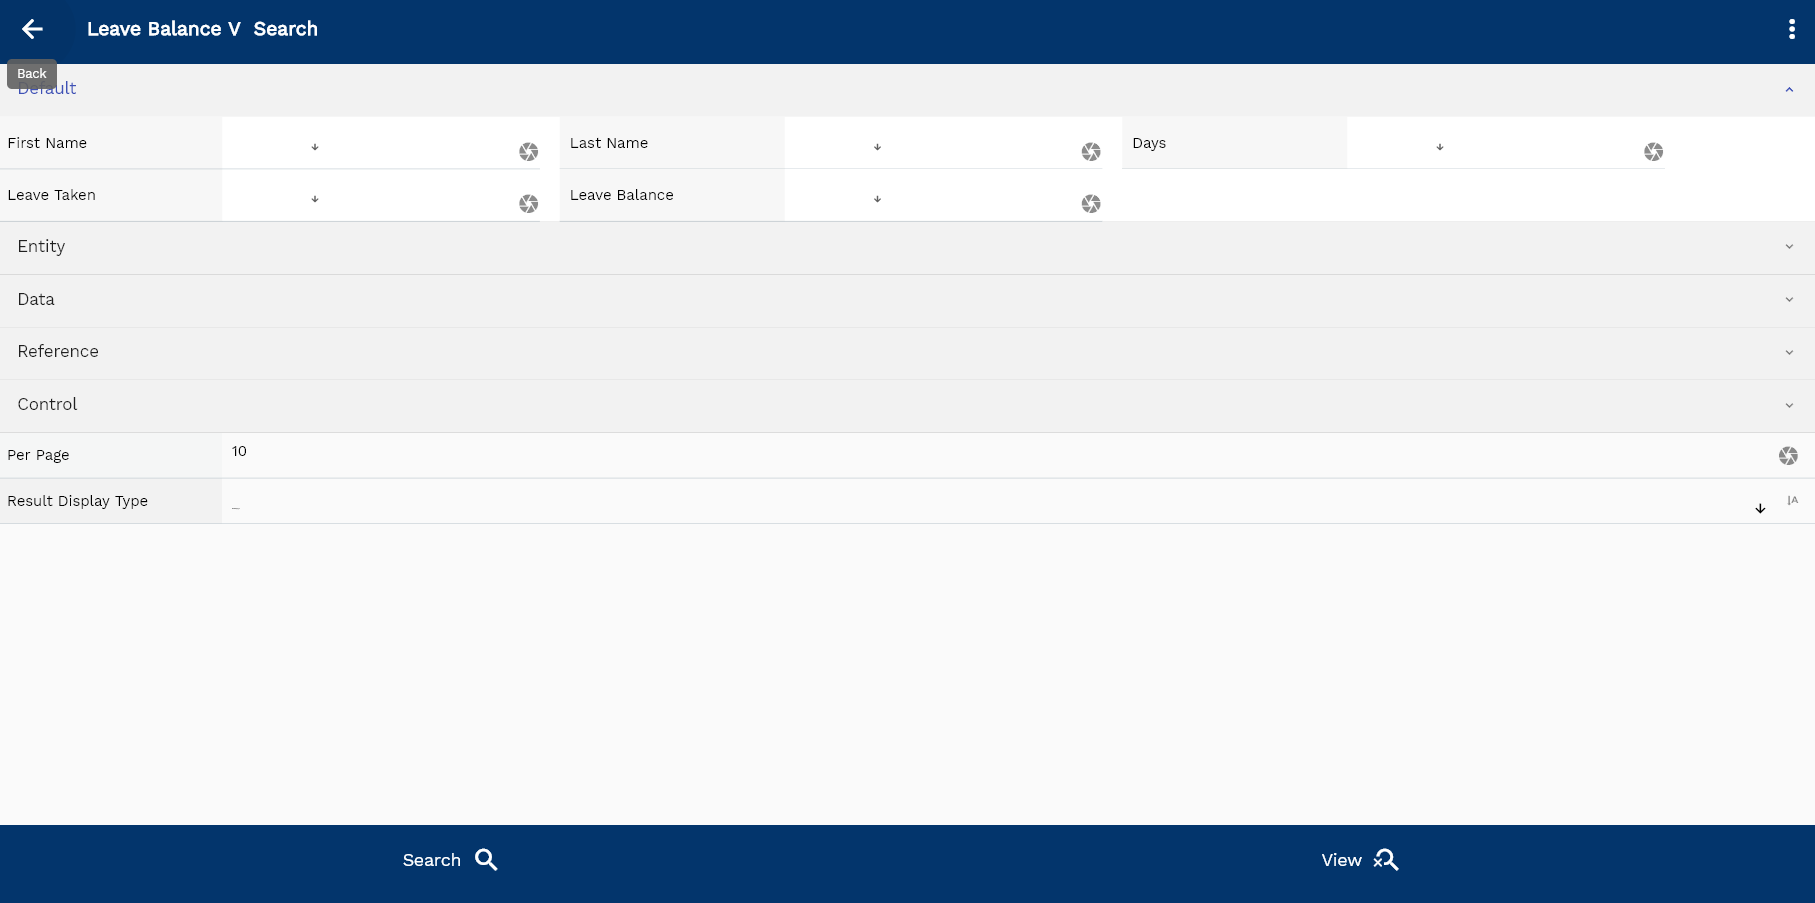 Leave Balance V  Search
Back
Default
First Name
Last Name
Days
Leave Taken
Leave Balance
Entity
Data
Reference
Control
Per Page
10
Result Display Type
_
Search
View